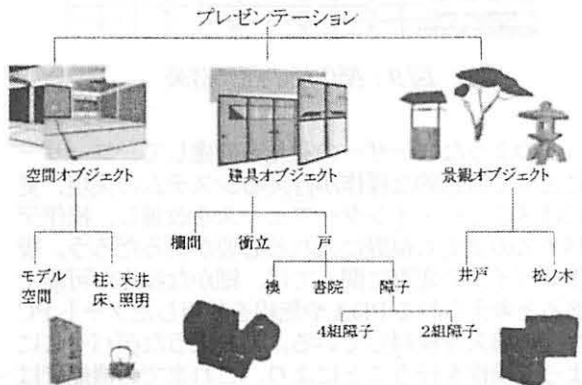 プレゼンテーション
空間オブジェクト
建具オブジェクト
景観オブジェクト
欄間
衝立
戸
井戸
松ノ木
モデル空間
柱、天井
床、照明
襖
書院
障子
4組障子
2組障子